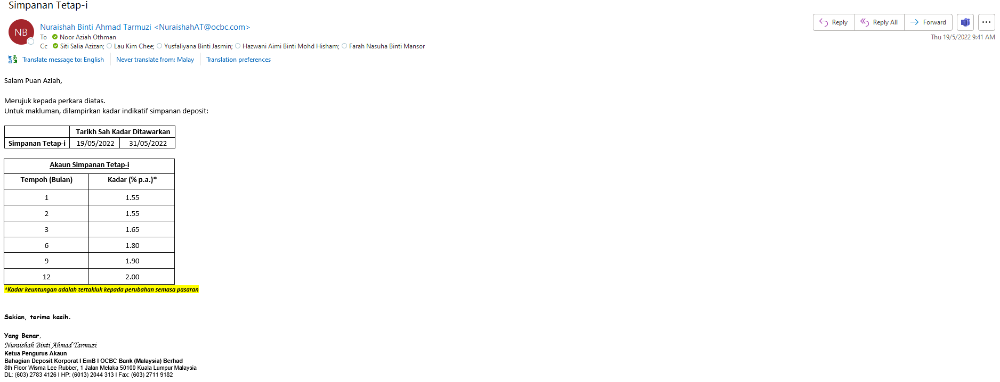 Simpanan Tetap-i
NB
Nuraishah Binti Ahmad Tarmuzi <NuraishahAT@ocbc.com>
To Noor Aziah Othman
Cc Siti Salia Azizan; Lau Kim Chee; Yusfaliyana Binti Jasmin; Hazwani Aimi Binti Mohd Hisham; Farah Nasuha Binti Mansor
Reply Reply All Forward
Thu 19/5/2022 9:41 AM
Translate message to: English Never translate from: Malay Translation preferences
Salam Puan Aziah,
Merujuk kepada perkara diatas.
Untuk makluman, dilampirkan kadar indikatif simpanan deposit:
Tarikh Sah Kadar Ditawarkan
Simpanan Tetap-i 19/05/2022 31/05/2022
Akaun Simpanan Tetap-i
Tempoh (Bulan) Kadar (% p.a.)*
1 1.55
2 1.55
3 1.65
6 1.80
9 1.90
12 2.00
*Kadar keuntungan adalah tertakluk kepada perubahan semasa pasaran
Sekian, terima kasih.
Yang Benar,
Nuraishah Binti Ahmad Tarmuzi
Ketua Pengurus Akaun
Bahagian Deposit Korporat I EmB I OCBC Bank (Malaysia) Berhad
8th Floor Wisma Lee Rubber, 1 Jalan Melaka 50100 Kuala Lumpur Malaysia
DL: (603) 2783 4126 I HP: (6013) 2044 313 I Fax: (603) 2711 9182